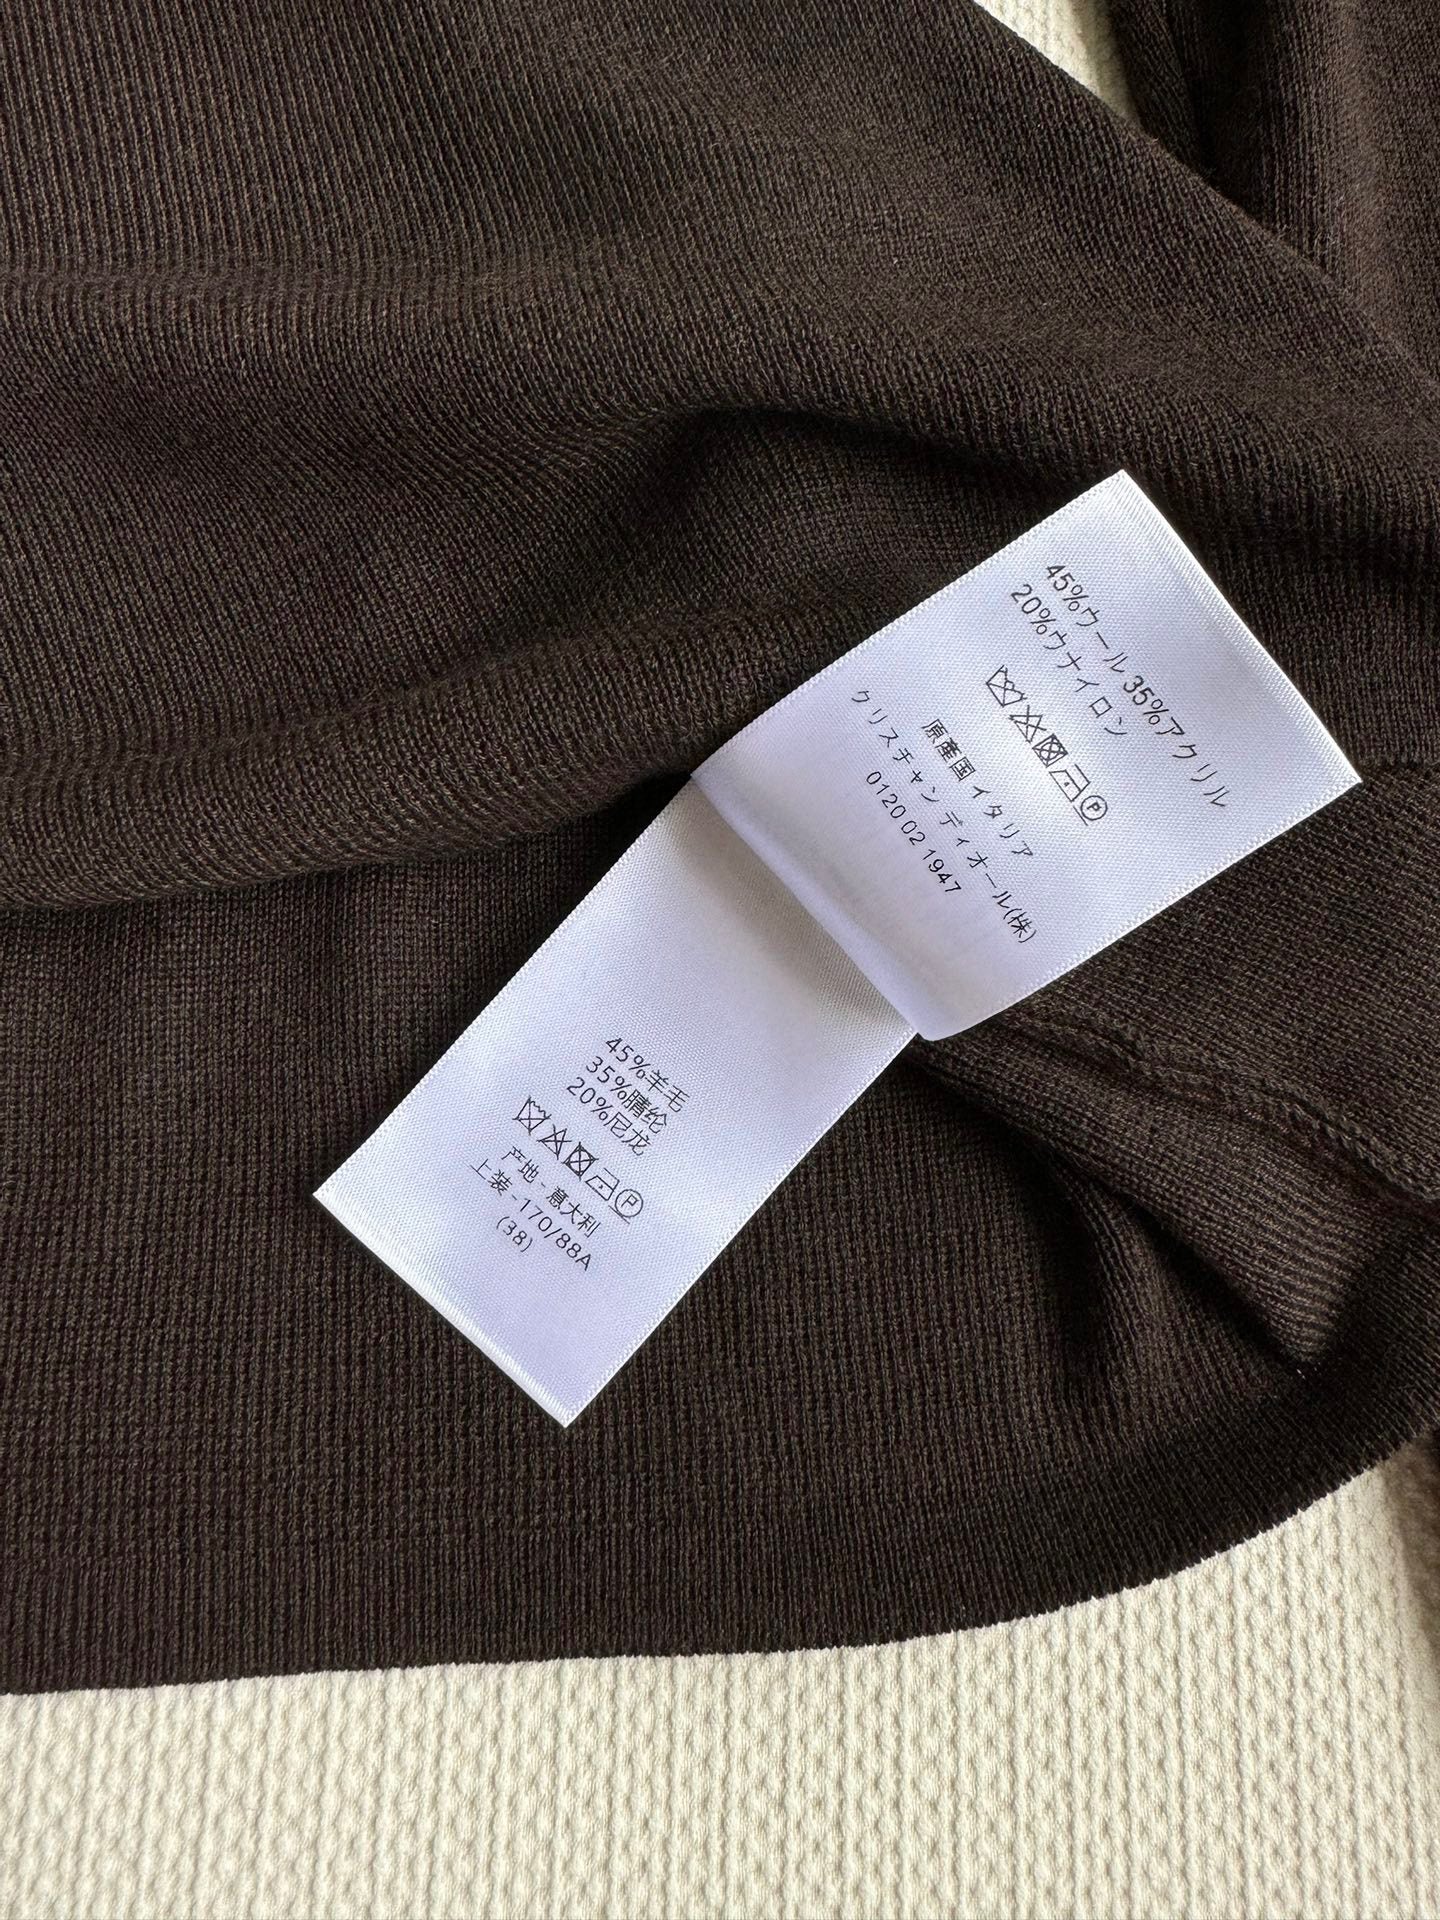 45%ウール 35%アクリル
20%ウナイロン
P
原産国 イタリア
クリスチャン ディオール(株)
0120 02 1947
45%羊毛
35%腈纶
20%尼龙
P
产地 - 意大利
上装 -170/88A
(38)